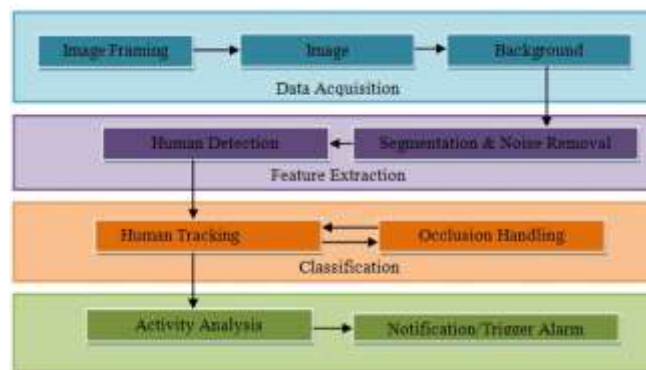 Image Framing Image Background
Data Acquisition
Human Detection Segmentation & Noise Removal
Feature Extraction
Human Tracking Occlusion Handling
Classification
Activity Analysis Notification/Trigger Alarm